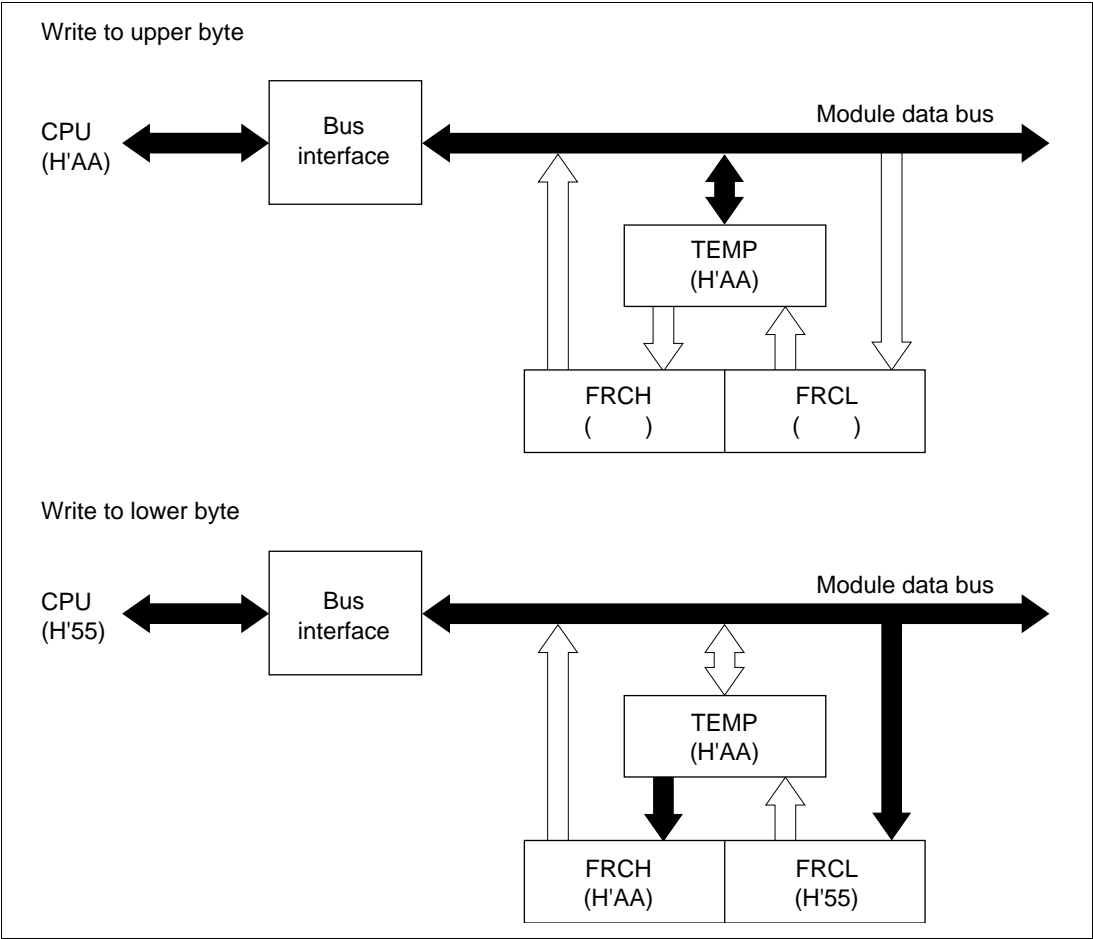 Write to upper byte
CPU
(H'AA)
Bus
interface
Module data bus
TEMP
(H'AA)
FRCH
( )
FRCL
( )
Write to lower byte
CPU
(H'55)
Bus
interface
Module data bus
TEMP
(H'AA)
FRCH
(H'AA)
FRCL
(H'55)